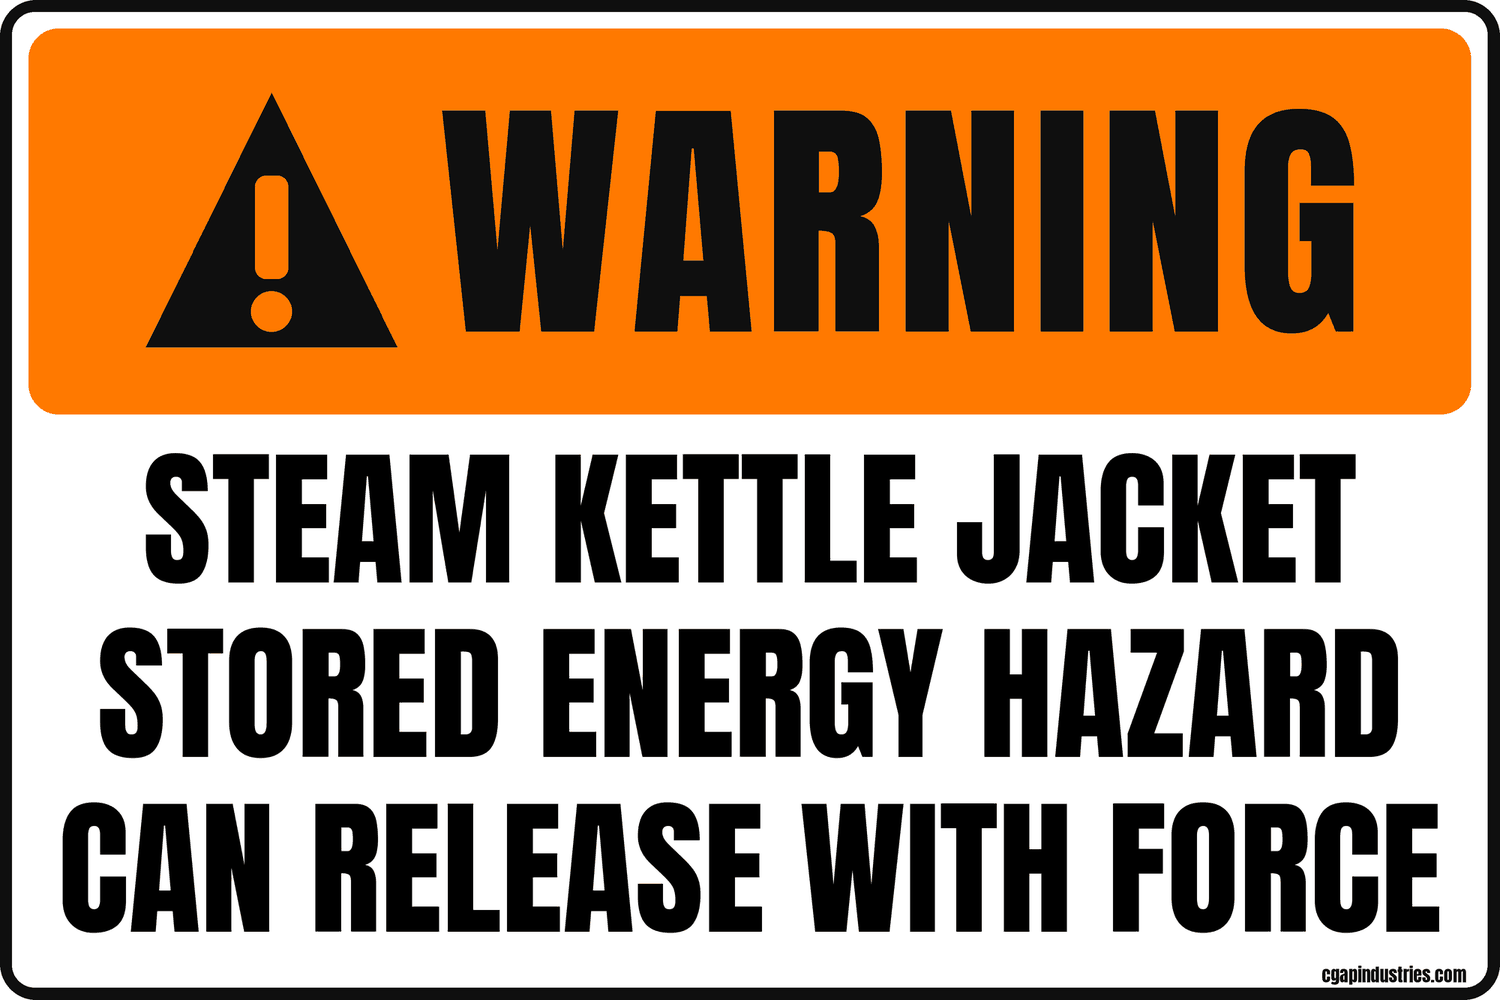 WARNING
STEAM KETTLE JACKET
STORED ENERGY HAZARD
CAN RELEASE WITH FORCE
cgapindustries.com